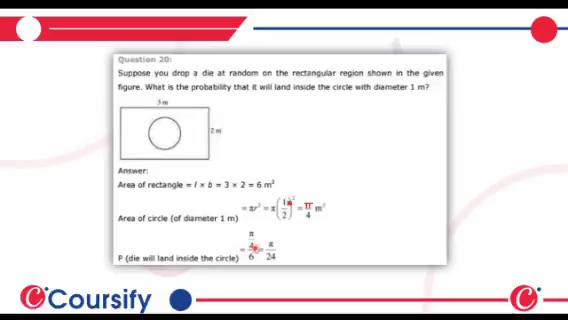 Question 20:
Suppose you drop a die at random on the rectangular region shown in the given
figure. What is the probability that it will land inside the circle with diameter 1 m?
3 m
2 m
Answer:
Area of rectangle = l × b = 3 × 2 = 6 m²
Area of circle (of diameter 1 m) = πr² = π(1/2)² = π/4 m²
P (die will land inside the circle) = (π/4)/6 = π/24
Coursify